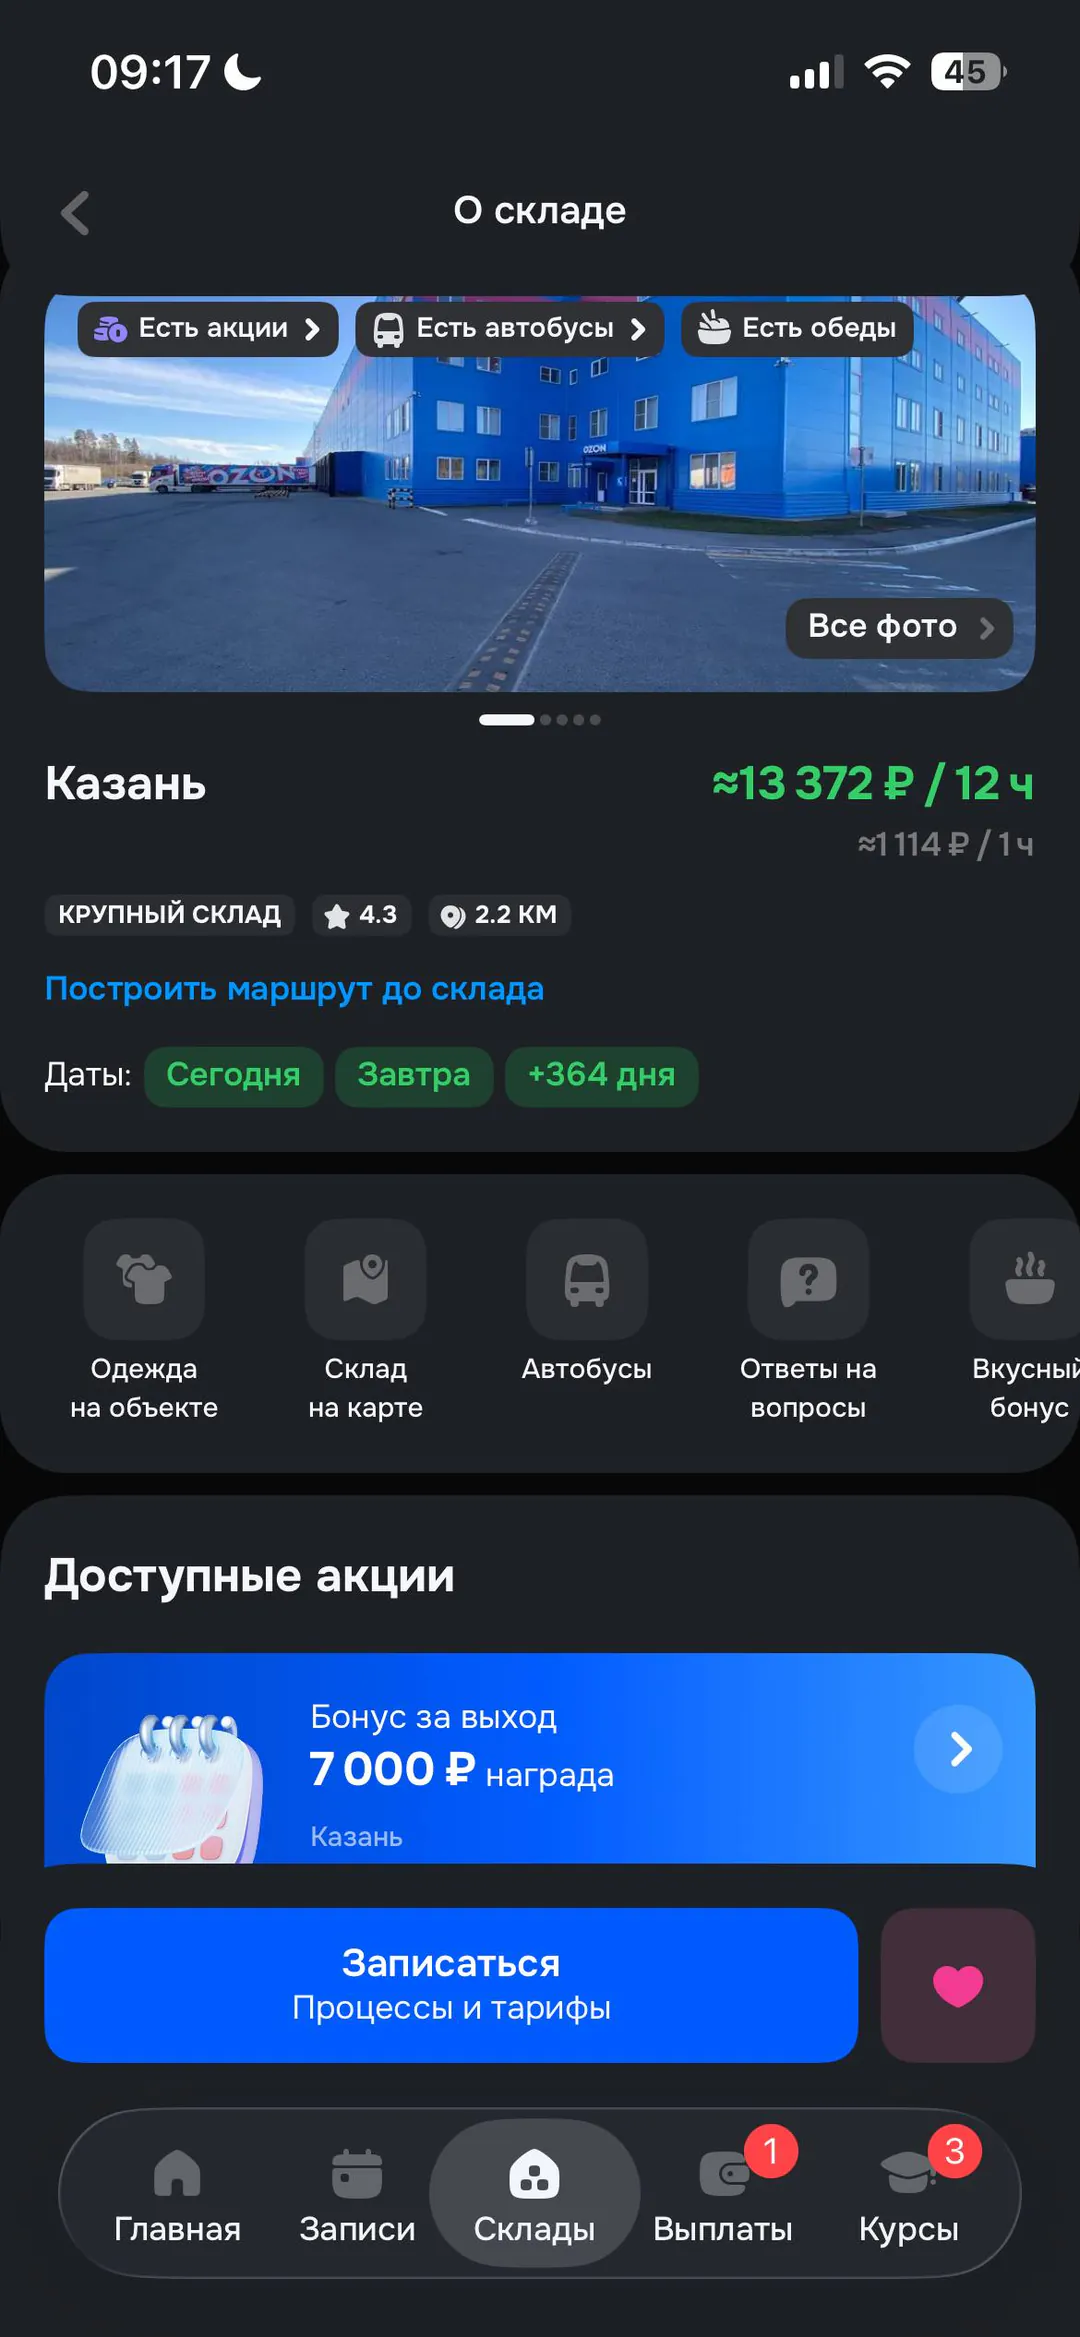 09:17
45
О складе
Есть акции
Есть автобусы
Есть обеды
OZON
OZON
Все фото
Казань
≈13 372 ₽ / 12 ч
≈1 114 ₽ / 1 ч
КРУПНЫЙ СКЛАД
4.3
2.2 КМ
Построить маршрут до склада
Даты:
Сегодня
Завтра
+364 дня
Одежда
на объекте
Склад
на карте
Автобусы
Ответы на
вопросы
Вкусный
бонус
Доступные акции
Бонус за выход
7 000 ₽ награда
Казань
Записаться
Процессы и тарифы
Главная
Записи
Склады
1
Выплаты
3
Курсы